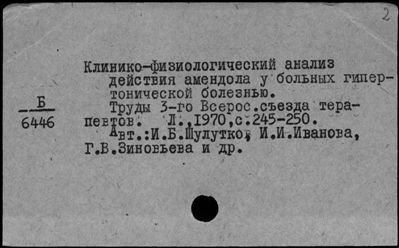 2
Клинико-физиологический анализ
действия амендола у больных гипер-
тонической болезнью.
Б
6446
Труды 3-го Всерос.съезда тера-
певтов. Л.,1970,с.245-250.
Авт.:И.Б.Шулутко, И.И.Иванова,
Г.В.Зиновьева и др.